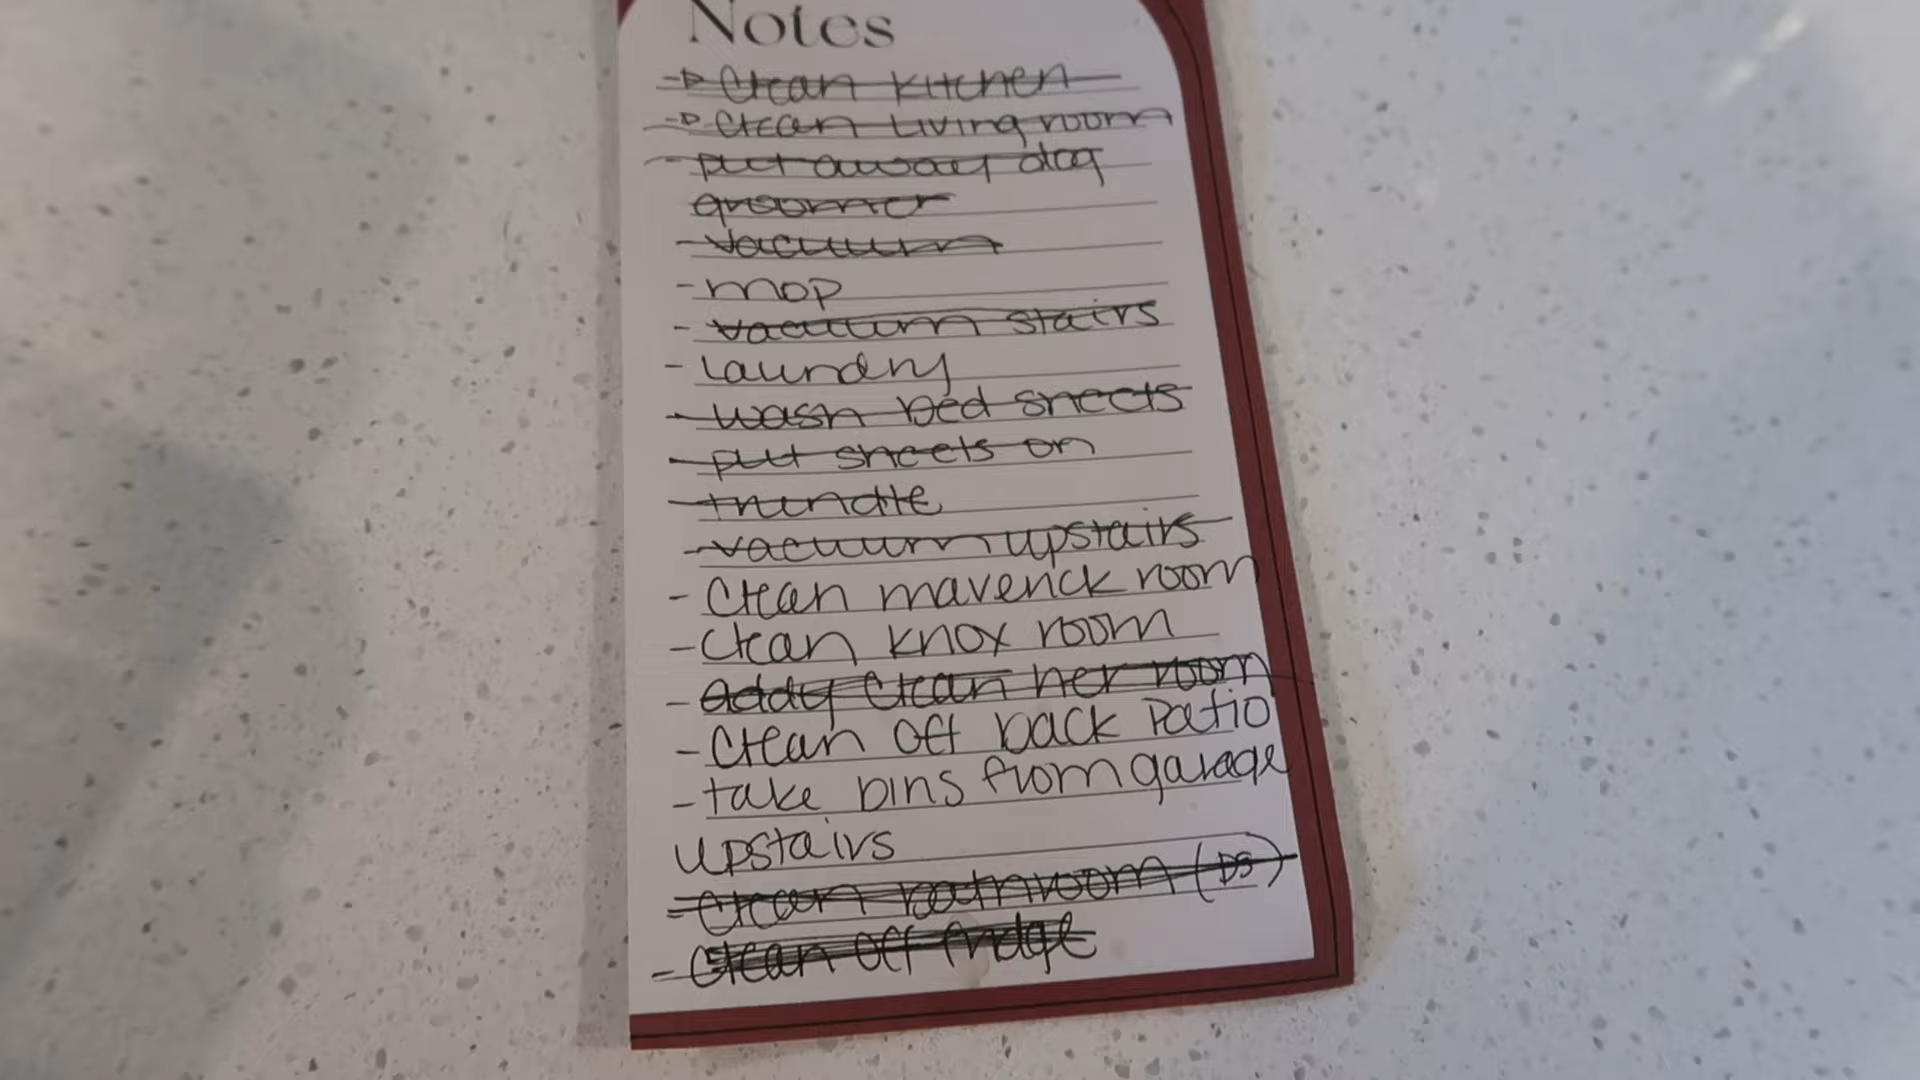 Notes
-D Clean kitchen
-D Clean Living room
- put away dog
groomer
- vacuum
- mop
- vacuum stairs
- Laundry
- wash bed sheets
- put sheets on
trundle
- vacuum upstairs
- Clean maverick room
- Clean knox room
- Addy clean her room
- Clean off back Patio
- take bins from garage
upstairs
- Clean bathroom (DS)
- Clean off fridge